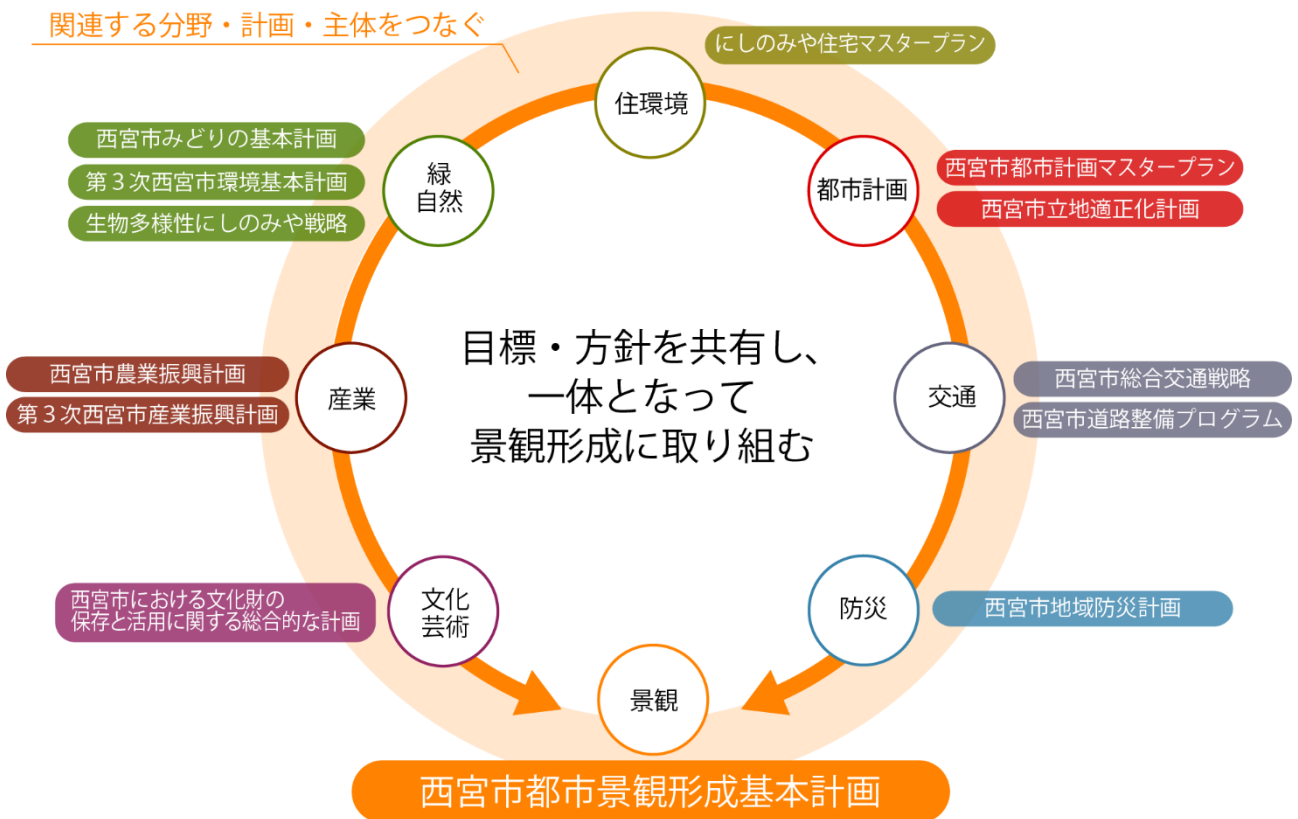 関連する分野・計画・主体をつなぐ
にしのみや住宅マスタープラン
住環境
西宮市みどりの基本計画
第３次西宮市環境基本計画
生物多様性にしのみや戦略
緑
自然
都市計画
西宮市都市計画マスタープラン
西宮市立地適正化計画
目標・方針を共有し、
一体となって
景観形成に取り組む
西宮市農業振興計画
第３次西宮市産業振興計画
産業
交通
西宮市総合交通戦略
西宮市道路整備プログラム
西宮市における文化財の
保存と活用に関する総合的な計画
文化
芸術
防災
西宮市地域防災計画
景観
西宮市都市景観形成基本計画